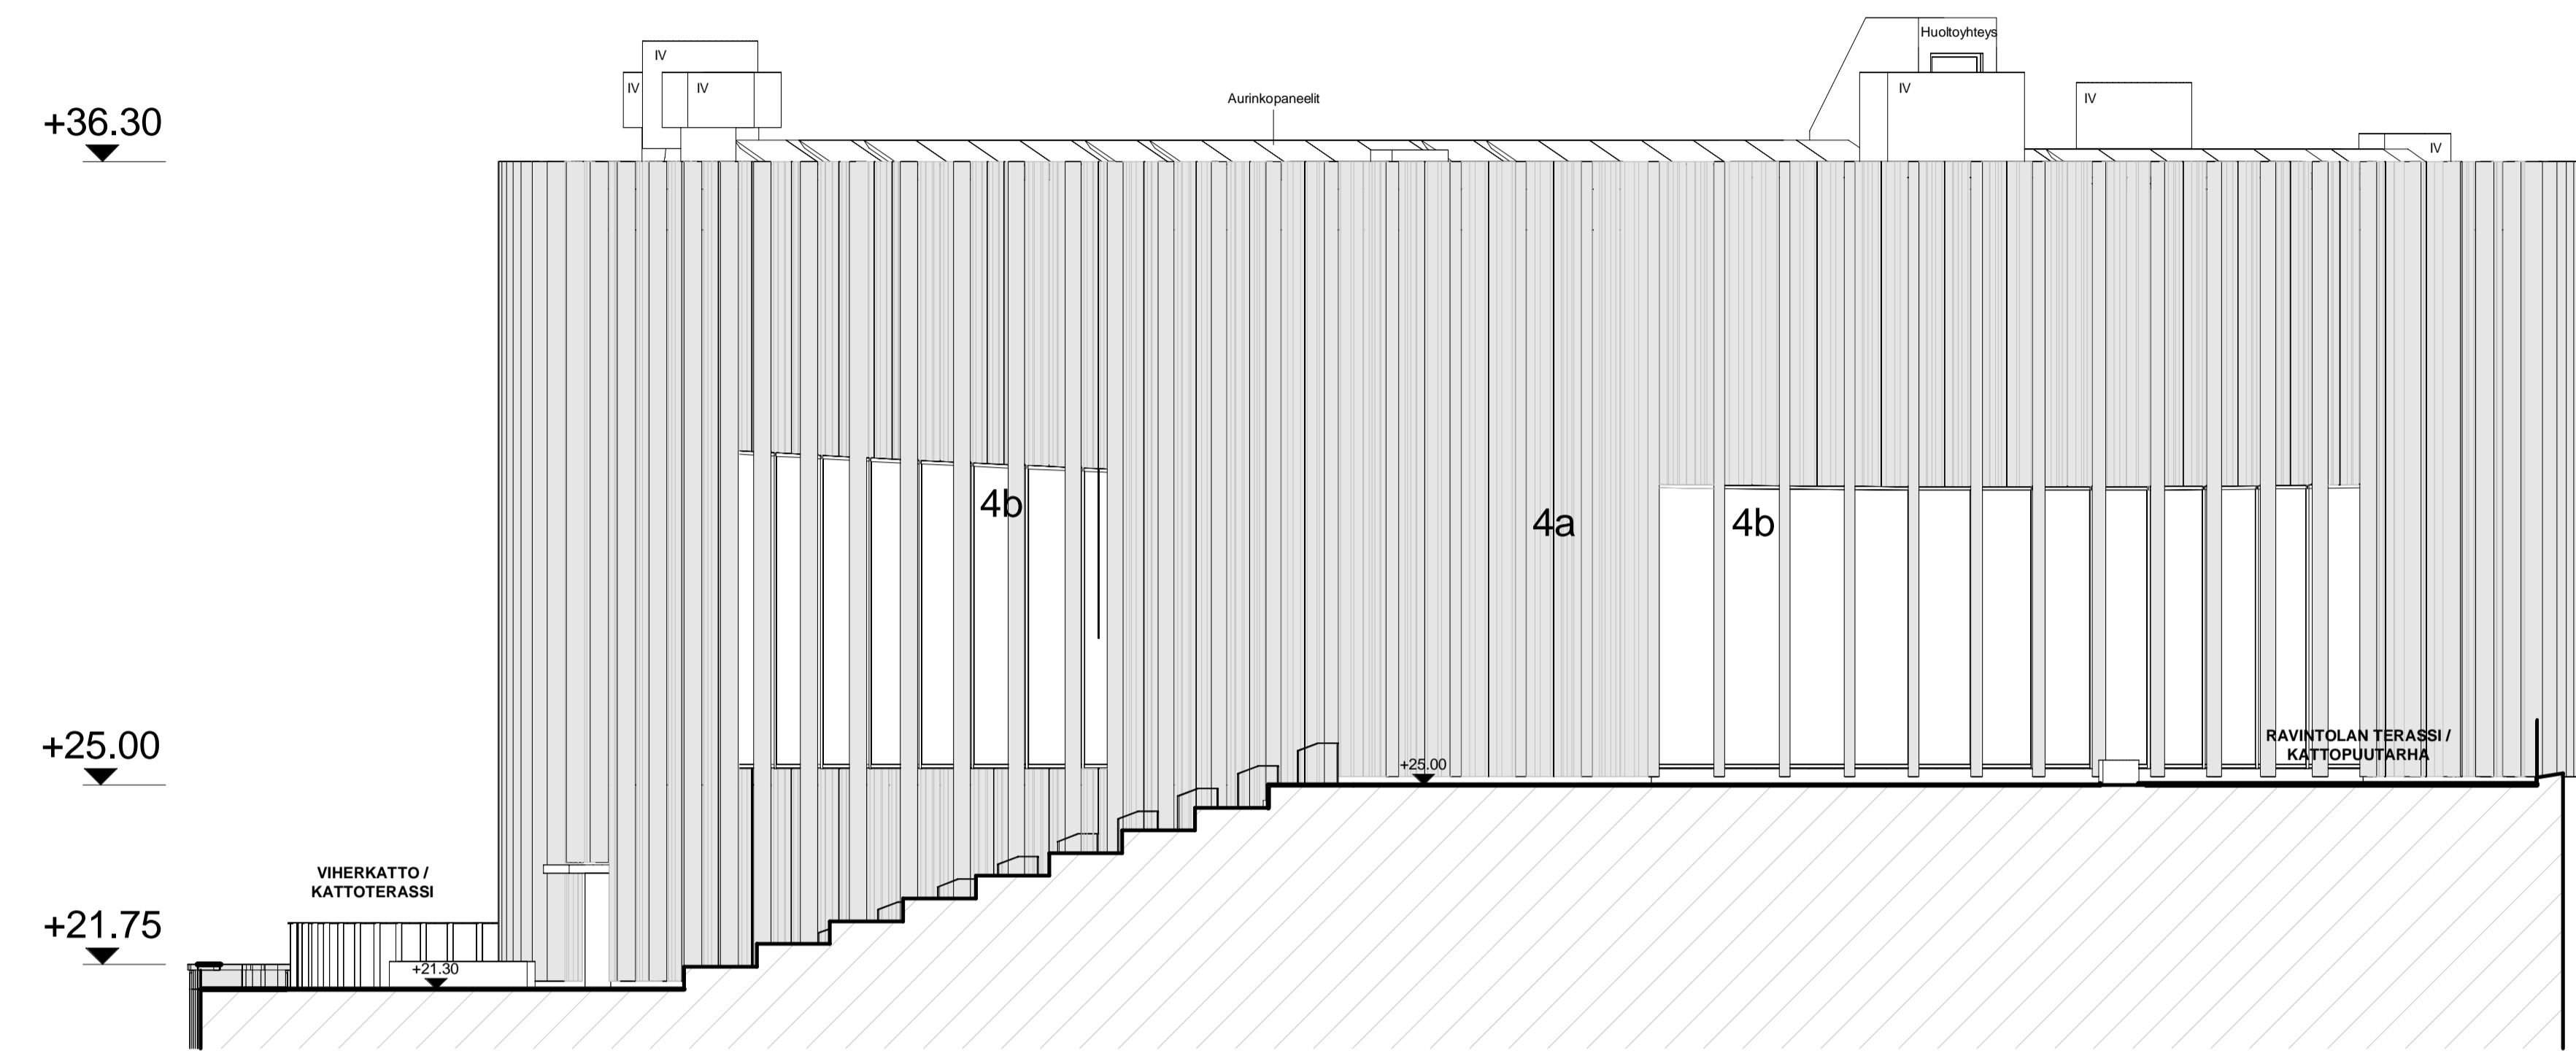 Huoltoyhteys
IV
IV
IV
IV
IV
Aurinkopaneelit
+36.30
IV
4b
4a
4b
RAVINTOLAN TERASSI /
KATTOPUUTARHA
+25.00
+25.00
VIHERKATTO /
KATTOTERASSI
+21.75
+21.30